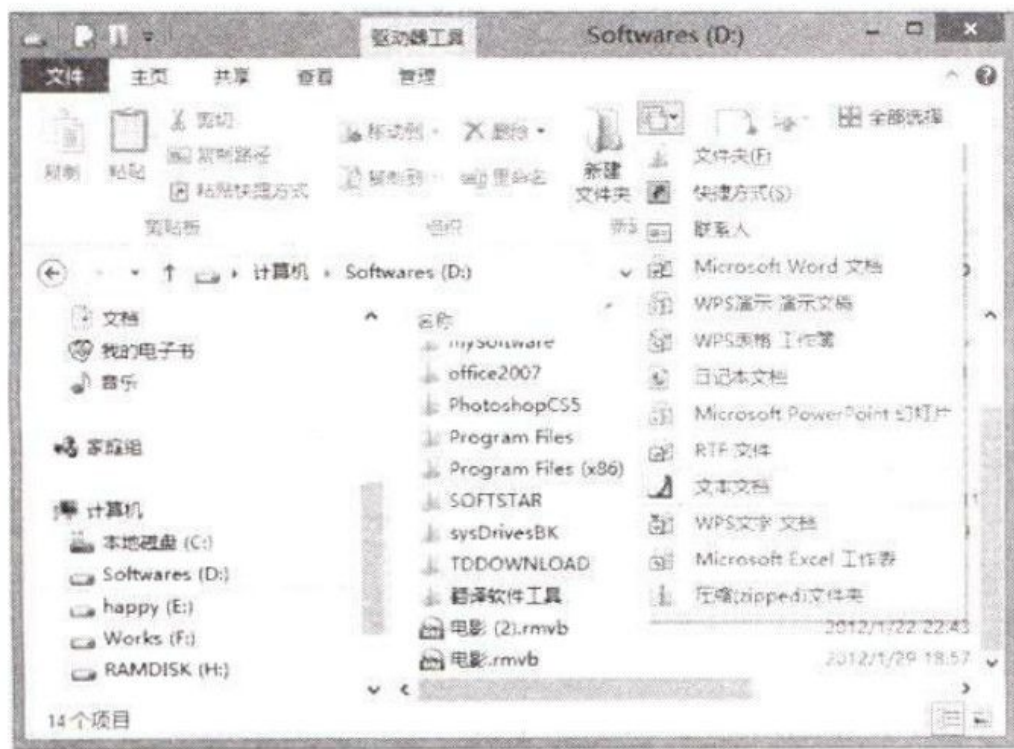 驱动器工具 Softwares (D:)
文件 主页 共享 查看 管理
复制 粘贴
剪切
复制路径
粘贴快捷方式
移动到
复制到
删除
重命名
新建
文件夹
全部选择
剪贴板 组织
计算机 Softwares (D:)
文件夹(F)
快捷方式(S)
联系人
Microsoft Word 文档
WPS演示 演示文稿
WPS表格 工作簿
日记本文档
Microsoft PowerPoint 幻灯片
RTF 文件
文本文档
WPS文字 文档
Microsoft Excel 工作表
压缩(zipped)文件夹
文档
我的电子书
音乐
家庭组
计算机
本地磁盘 (C:)
Softwares (D:)
happy (E:)
Works (F:)
RAMDISK (H:)
名称
mySoftware
office2007
PhotoshopCS5
Program Files
Program Files (x86)
SOFTSTAR
sysDrivesBK
TDDOWNLOAD
翻译软件工具
电影 (2).rmvb 2012/1/22 22:43
电影.rmvb 2012/1/29 18:57
14个项目